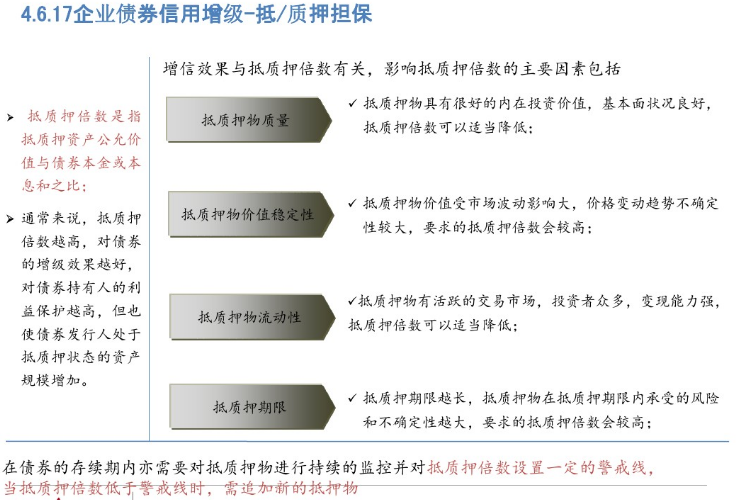 4.6.17企业债券信用增级-抵/质押担保
增信效果与抵质押倍数有关，影响抵质押倍数的主要因素包括
➢ 抵质押倍数是指
抵质押资产公允价
值与债券本金或本
息和之比；
➢ 通常来说，抵质押
倍数越高，对债券
的增级效果越好，
对债券持有人的利
益保护越高，但也
使债券发行人处于
抵质押状态的资产
规模增加。
抵质押物质量
✓ 抵质押物具有很好的内在投资价值，基本面状况良好，
抵质押倍数可以适当降低；
抵质押物价值稳定性
✓ 抵质押物价值受市场波动影响大，价格变动趋势不确定
性较大，要求的抵质押倍数会较高；
抵质押物流动性
✓抵质押物有活跃的交易市场，投资者众多，变现能力强，
抵质押倍数可以适当降低；
抵质押期限
✓ 抵质押期限越长，抵质押物在抵质押期限内承受的风险
和不确定性越大，要求的抵质押倍数会较高；
在债券的存续期内亦需要对抵质押物进行持续的监控并对抵质押倍数设置一定的警戒线，
当抵质押倍数低于警戒线时，需追加新的抵押物